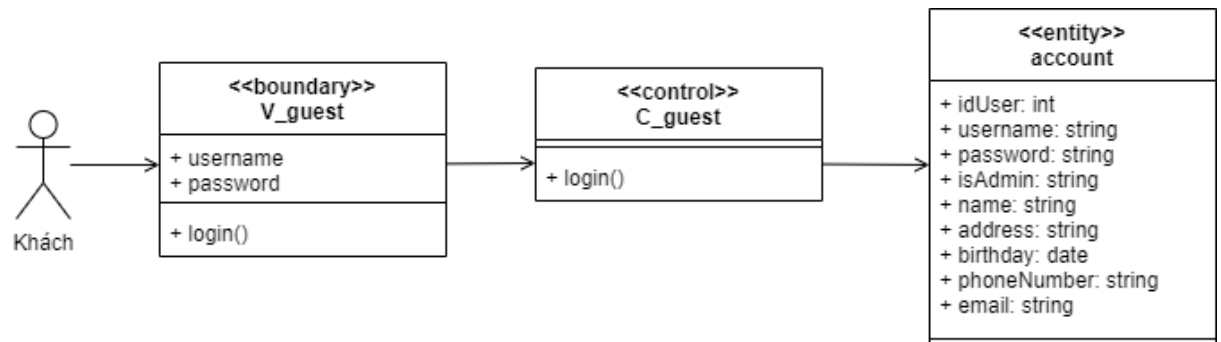 Khách
<<boundary>>
V_guest
+ username
+ password
+ login()
<<control>>
C_guest
+ login()
<<entity>>
account
+ idUser: int
+ username: string
+ password: string
+ isAdmin: string
+ name: string
+ address: string
+ birthday: date
+ phoneNumber: string
+ email: string